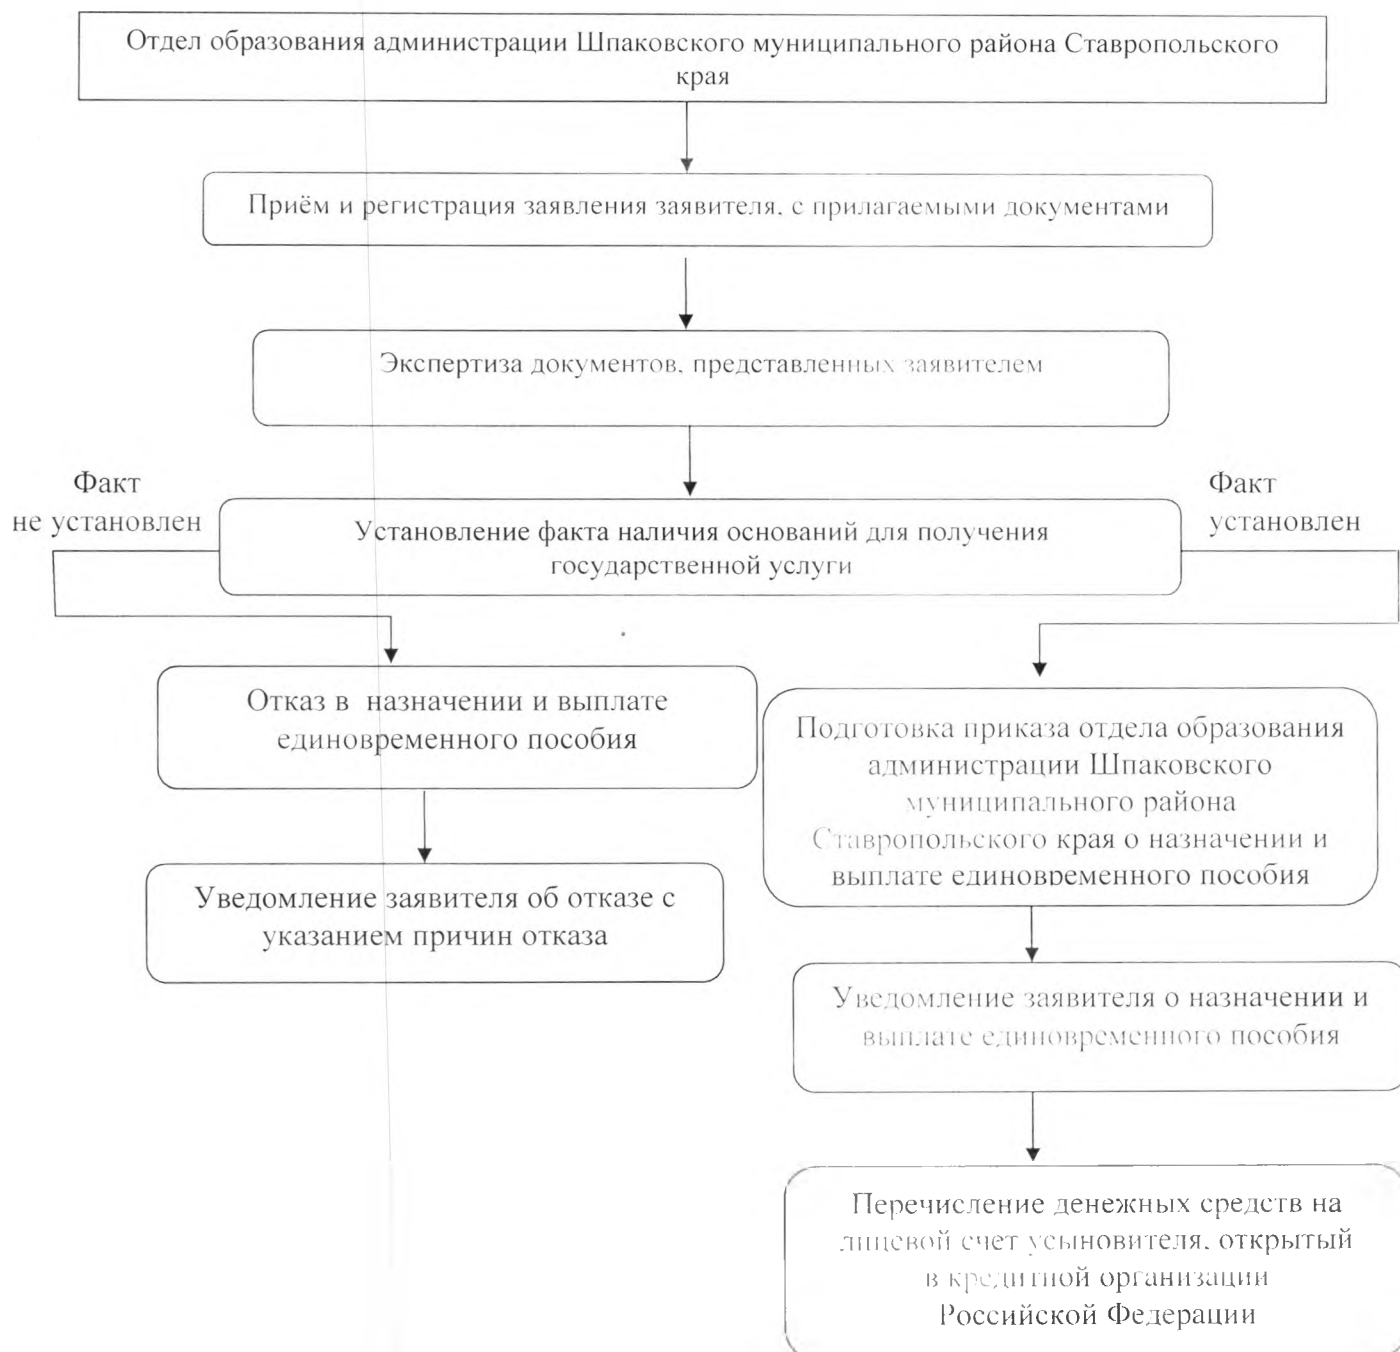 Отдел образования администрации Шпаковского муниципального района Ставропольского
края
Приём и регистрация заявления заявителя, с прилагаемыми документами
Экспертиза документов, представленных заявителем
Факт
не установлен
Факт
установлен
Установление факта наличия оснований для получения
государственной услуги
Отказ в назначении и выплате
единовременного пособия
Уведомление заявителя об отказе с
указанием причин отказа
Подготовка приказа отдела образования
администрации Шпаковского
муниципального района
Ставропольского края о назначении и
выплате единовременного пособия
Уведомление заявителя о назначении и
выплате единовременного пособия
Перечисление денежных средств на
лицевой счет усыновителя, открытый
в кредитной организации
Российской Федерации